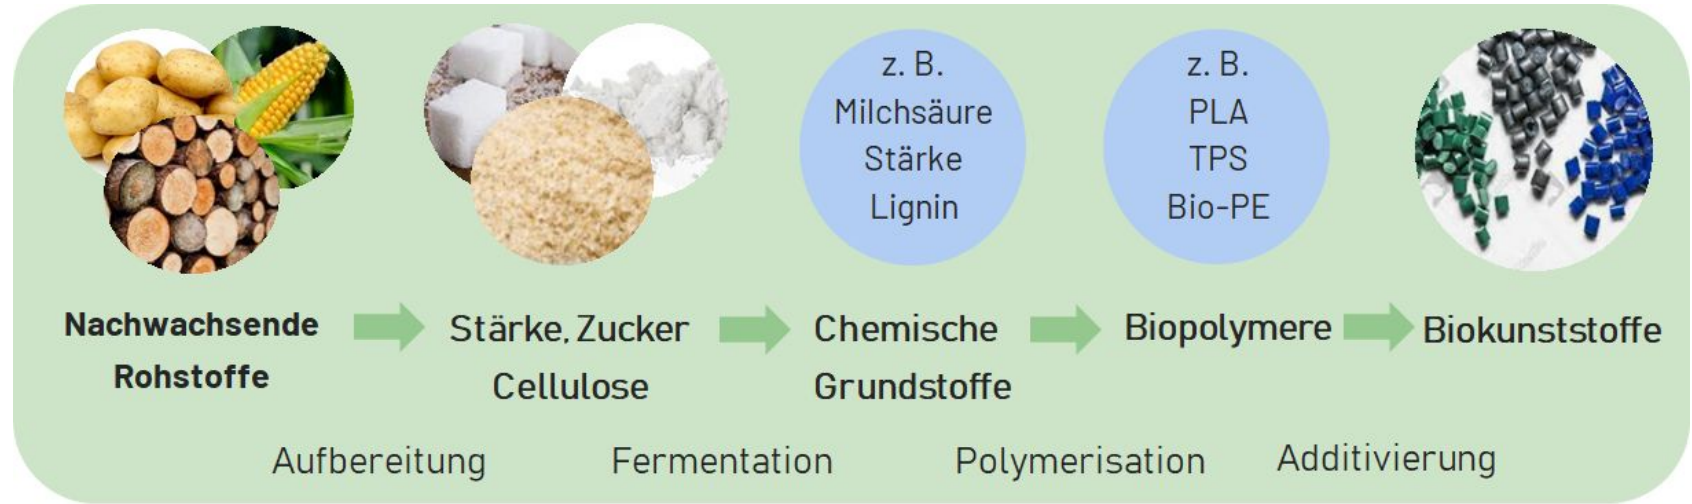 z. B.
Milchsäure
Stärke
Lignin
z. B.
PLA
TPS
Bio-PE
Nachwachsende
Rohstoffe
Stärke, Zucker
Cellulose
Chemische
Grundstoffe
Biopolymere
Biokunststoffe
Aufbereitung
Fermentation
Polymerisation
Additivierung